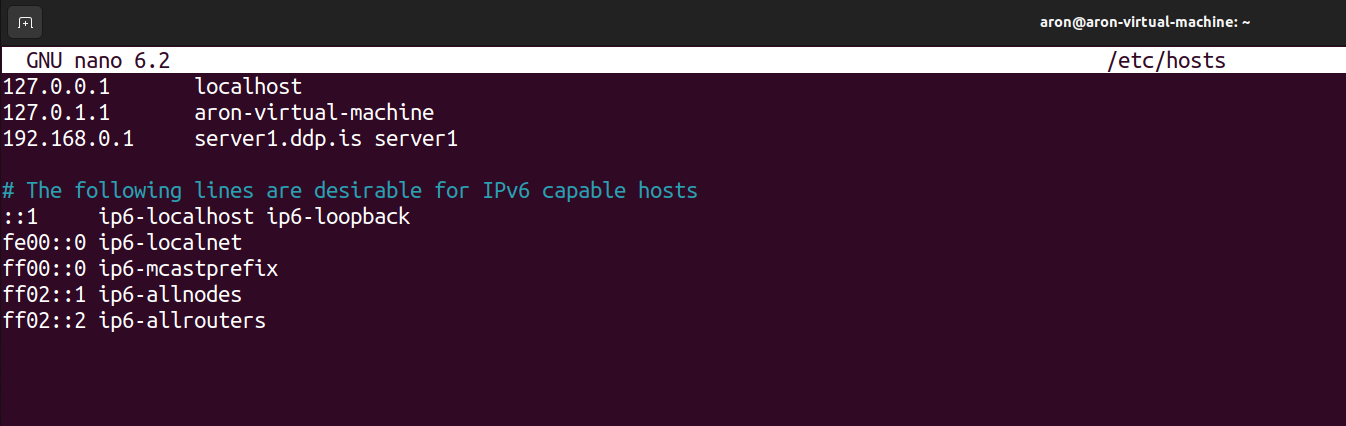 aron@aron-virtual-machine: ~
GNU nano 6.2 /etc/hosts
127.0.0.1 localhost
127.0.1.1 aron-virtual-machine
192.168.0.1 server1.ddp.is server1
# The following lines are desirable for IPv6 capable hosts
::1 ip6-localhost ip6-loopback
fe00::0 ip6-localnet
ff00::0 ip6-mcastprefix
ff02::1 ip6-allnodes
ff02::2 ip6-allrouters